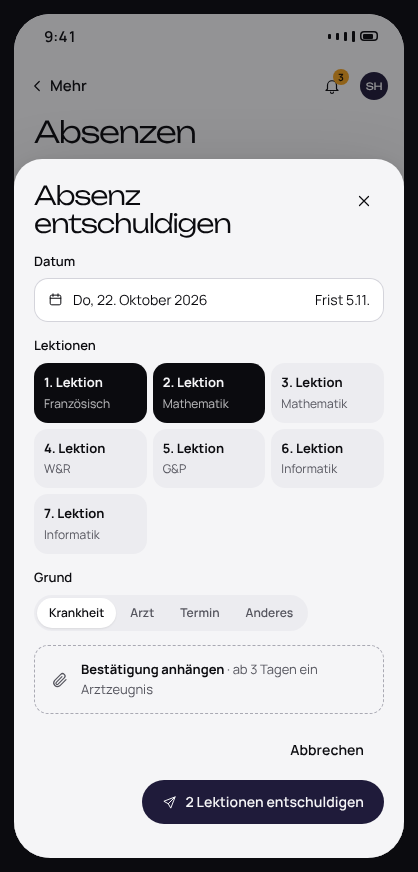 9:41
Mehr
3
SH
Absenzen
Absenz
entschuldigen
Datum
Do, 22. Oktober 2026 Frist 5.11.
Lektionen
1. Lektion 2. Lektion 3. Lektion
Französisch Mathematik Mathematik
4. Lektion 5. Lektion 6. Lektion
W&R G&P Informatik
7. Lektion
Informatik
Grund
Krankheit Arzt Termin Anderes
Bestätigung anhängen · ab 3 Tagen ein
Arztzeugnis
Abbrechen
2 Lektionen entschuldigen